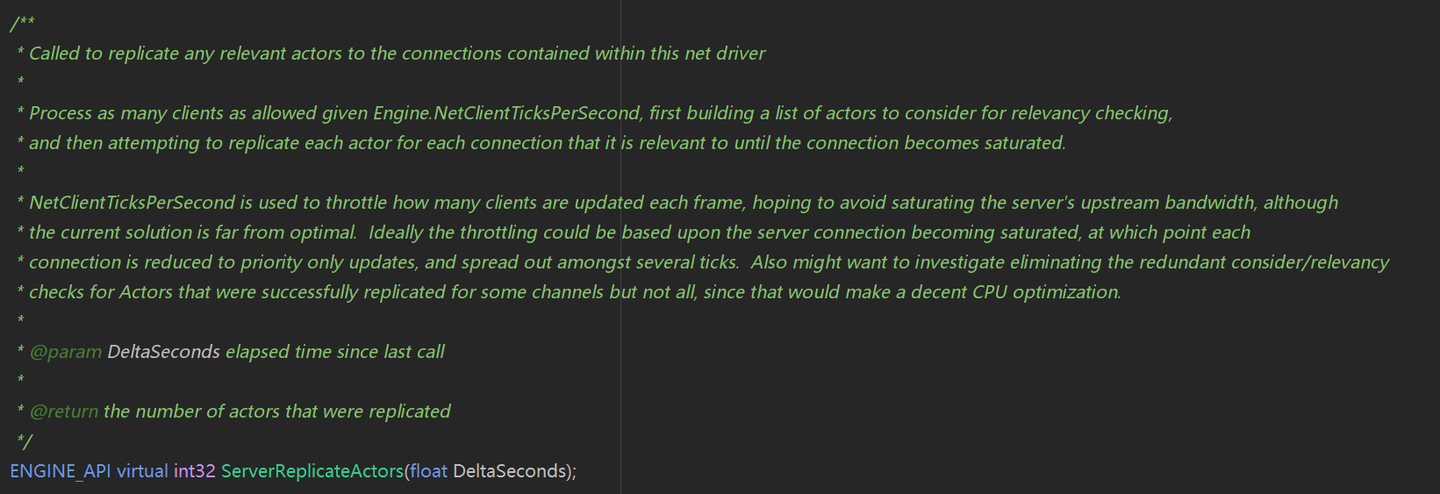 /**
* Called to replicate any relevant actors to the connections contained within this net driver
*
* Process as many clients as allowed given Engine.NetClientTicksPerSecond, first building a list of actors to consider for relevancy checking,
* and then attempting to replicate each actor for each connection that it is relevant to until the connection becomes saturated.
*
* NetClientTicksPerSecond is used to throttle how many clients are updated each frame, hoping to avoid saturating the server's upstream bandwidth, although
* the current solution is far from optimal.  Ideally the throttling could be based upon the server connection becoming saturated, at which point each
* connection is reduced to priority only updates, and spread out amongst several ticks.  Also might want to investigate eliminating the redundant consider/relevancy
* checks for Actors that were successfully replicated for some channels but not all, since that would make a decent CPU optimization.
*
* @param DeltaSeconds elapsed time since last call
*
* @return the number of actors that were replicated
*/
ENGINE_API virtual int32 ServerReplicateActors(float DeltaSeconds);